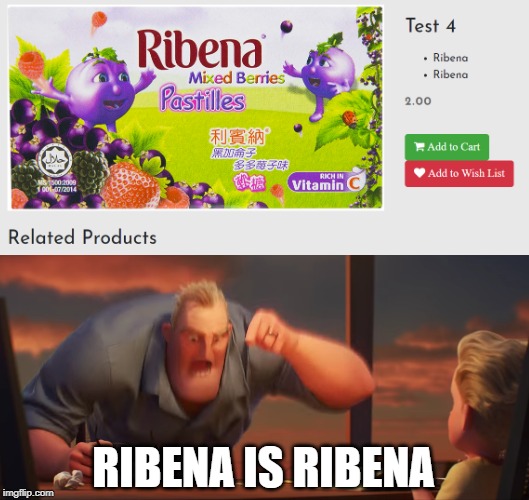 Ribena
Mixed Berries
Pastilles
利賓納
黑加侖子
多多莓子味
軟糖
RICH IN
Vitamin C
Test 4
Ribena
Ribena
2.00
Add to Cart
Add to Wish List
Related Products
RIBENA IS RIBENA
imgflip.com